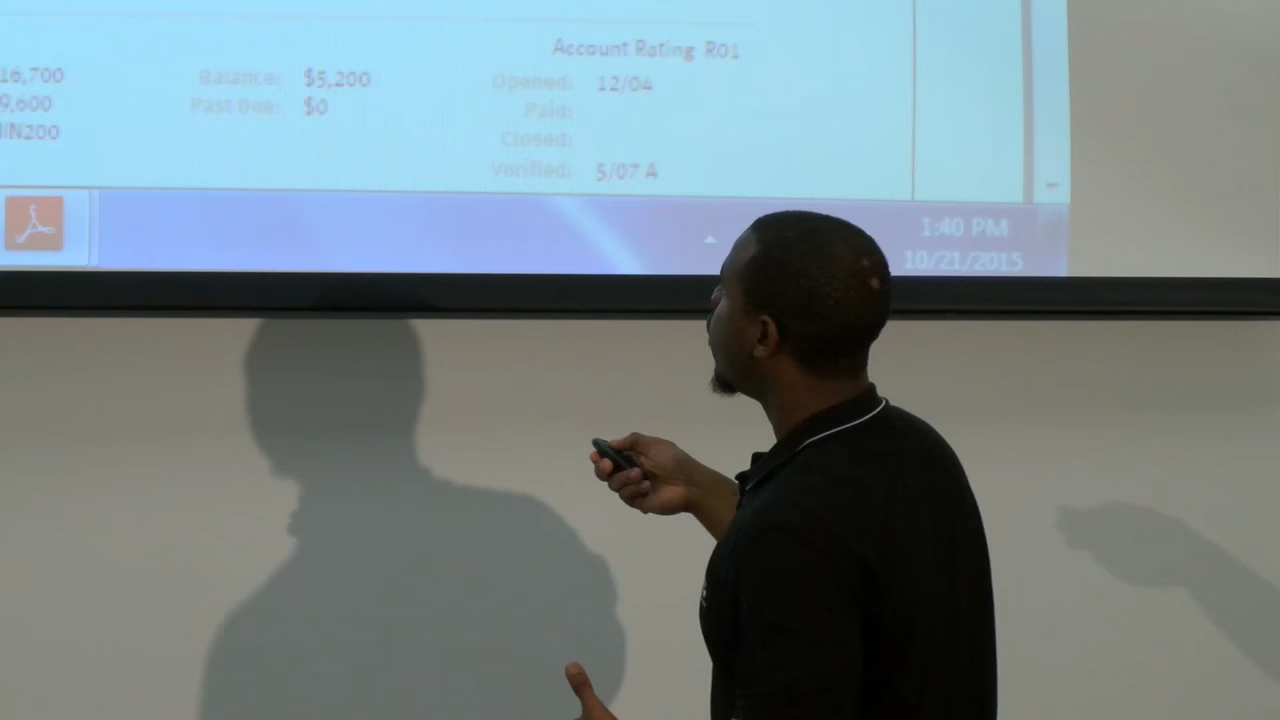 Account Rating R01
16,700 Balance: $5,200 Opened: 12/04
9,600 Past Due: $0 Paid:
MIN200 Closed:
Verified: 5/07 A
1:40 PM
10/21/2015